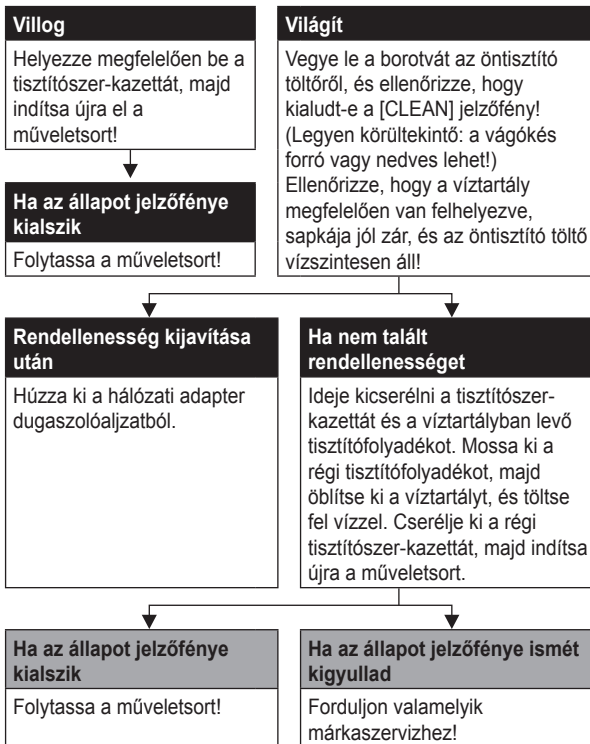 Villog
Helyezze megfelelően be a
tisztítószer-kazettát, majd
indítsa újra el a
műveletsort!
Ha az állapot jelzőfénye
kialszik
Folytassa a műveletsort!
Világít
Vegye le a borotvát az öntisztító
töltőről, és ellenőrizze, hogy
kialudt-e a [CLEAN] jelzőfény!
(Legyen körültekintő: a vágókés
forró vagy nedves lehet!)
Ellenőrizze, hogy a víztartály
megfelelően van felhelyezve,
sapkája jól zár, és az öntisztító töltő
vízszintesen áll!
Rendellenesség kijavítása
után
Húzza ki a hálózati adapter
dugaszolóaljzatból.
Ha nem talált
rendellenességet
Ideje kicserélni a tisztítószer-
kazettát és a víztartályban levő
tisztítófolyadékot. Mossa ki a
régi tisztítófolyadékot, majd
öblítse ki a víztartályt, és töltse
fel vízzel. Cserélje ki a régi
tisztítószer-kazettát, majd indítsa
újra a műveletsort.
Ha az állapot jelzőfénye
kialszik
Folytassa a műveletsort!
Ha az állapot jelzőfénye ismét
kigyullad
Forduljon valamelyik
márkaszervizhez!